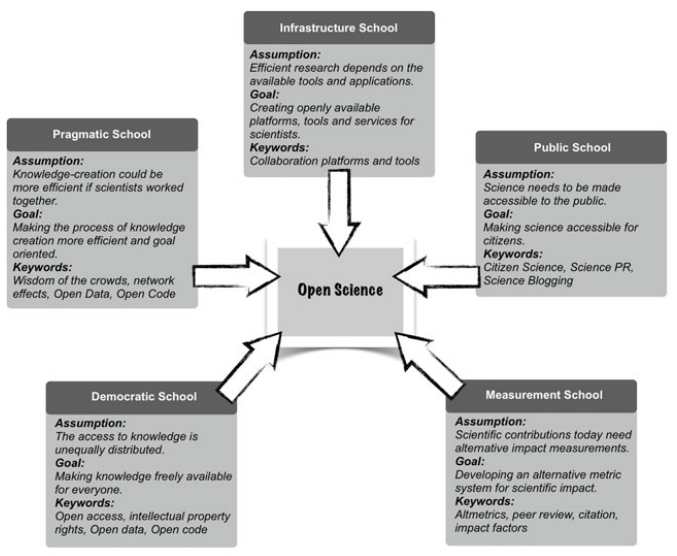 Infrastructure School
Assumption:
Efficient research depends on the
available tools and applications.
Goal:
Creating openly available
platforms, tools and services for
scientists.
Keywords:
Collaboration platforms and tools
Pragmatic School
Assumption:
Knowledge-creation could be
more efficient if scientists worked
together.
Goal:
Making the process of knowledge
creation more efficient and goal
oriented.
Keywords:
Wisdom of the crowds, network
effects, Open Data, Open Code
Public School
Assumption:
Science needs to be made
accessible to the public.
Goal:
Making science accessible for
citizens.
Keywords:
Citizen Science, Science PR,
Science Blogging
Open Science
Democratic School
Assumption:
The access to knowledge is
unequally distributed.
Goal:
Making knowledge freely available
for everyone.
Keywords:
Open access, intellectual property
rights, Open data, Open code
Measurement School
Assumption:
Scientific contributions today need
alternative impact measurements.
Goal:
Developing an alternative metric
system for scientific impact.
Keywords:
Altmetrics, peer review, citation,
impact factors